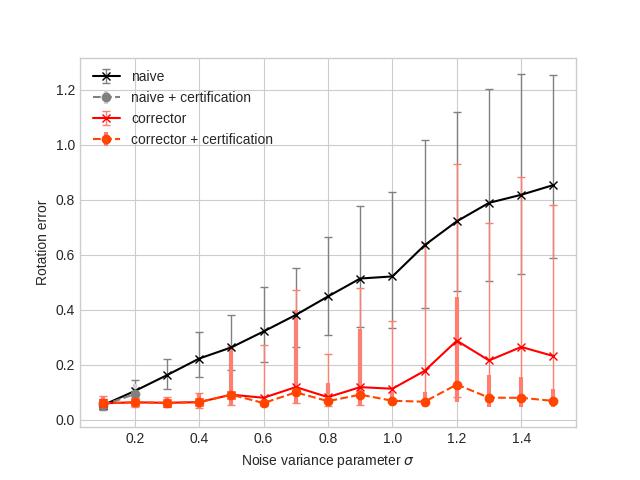 naive
naive + certification
corrector
corrector + certification
Rotation error
1.2
1.0
0.8
0.6
0.4
0.2
0.0
0.2 0.4 0.6 0.8 1.0 1.2 1.4
Noise variance parameter σ